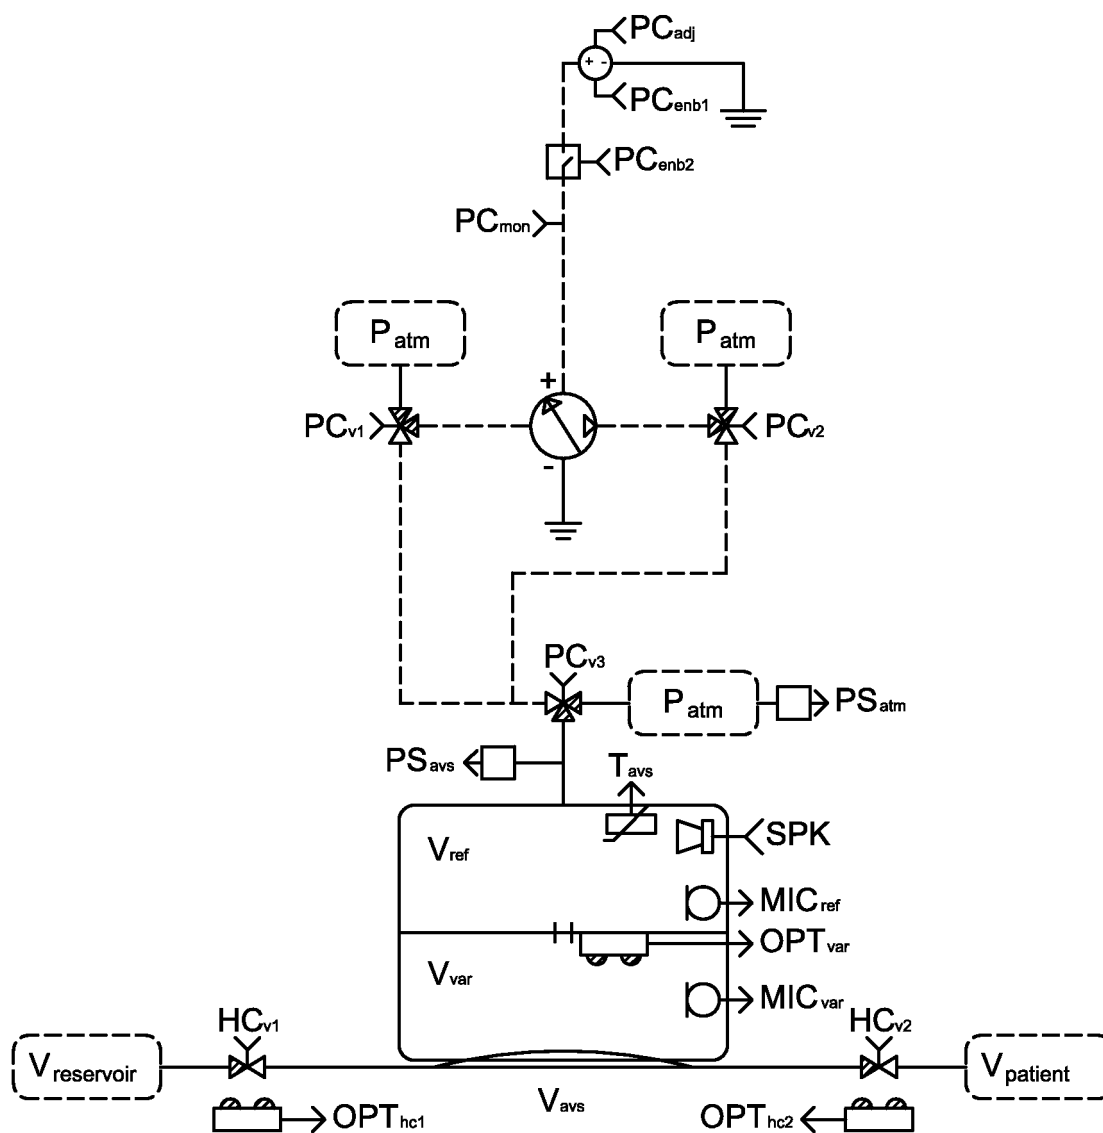 PCadj
+ -
PCenb1
PCenb2
PCmon
Patm
Patm
+
PCv1
PCv2
-
PCv3
Patm
PSatm
PSavs
Tavs
Vref
SPK
MICref
OPTvar
Vvar
MICvar
HCv1
HCv2
Vreservoir
Vpatient
Vavs
OPThc1
OPThc2